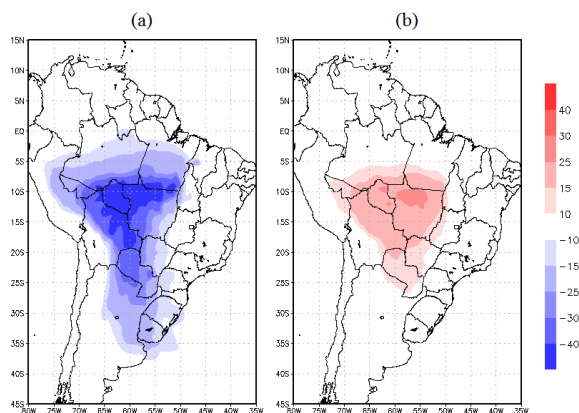 (a) (b)
15N 15N
10N 10N
5N 5N
EQ EQ
5S 5S
10S 10S
15S 15S
20S 20S
25S 25S
30S 30S
35S 35S
40S 40S
45S 45S
80W 75W 70W 65W 60W 55W 50W 45W 40W 35W
80W 75W 70W 65W 60W 55W 50W 45W 40W 35W
40
30
25
15
10
-10
-15
-25
-30
-40